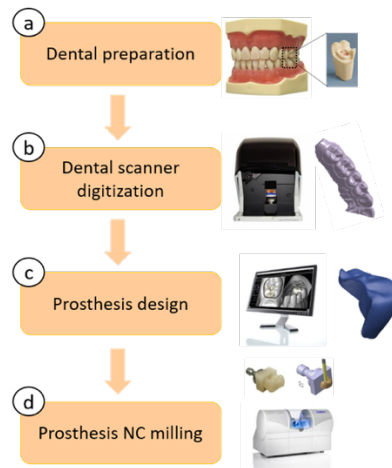 a
Dental preparation
b
Dental scanner
digitization
c
Prosthesis design
d
Prosthesis NC milling